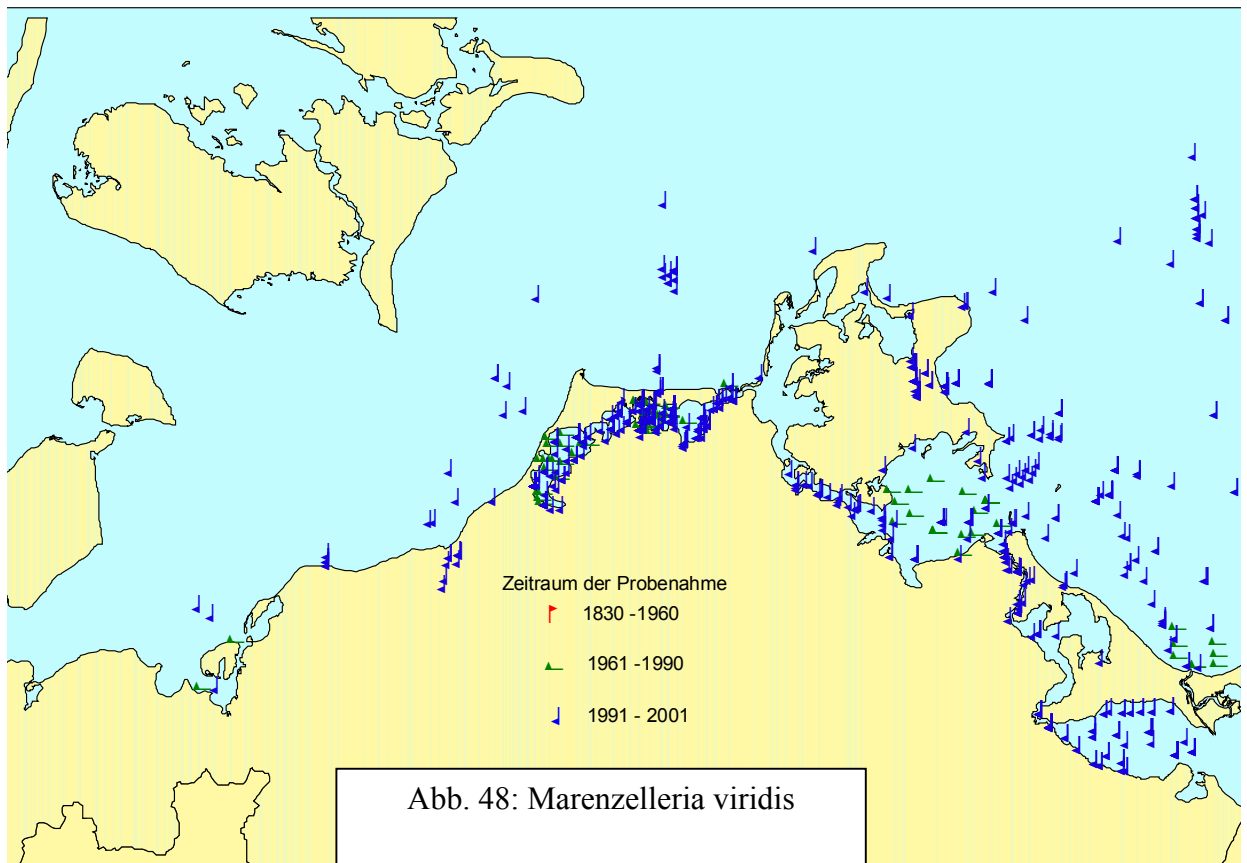 Zeitraum der Probenahme
1830 -1960
1961 -1990
1991 - 2001
Abb. 48: Marenzelleria viridis